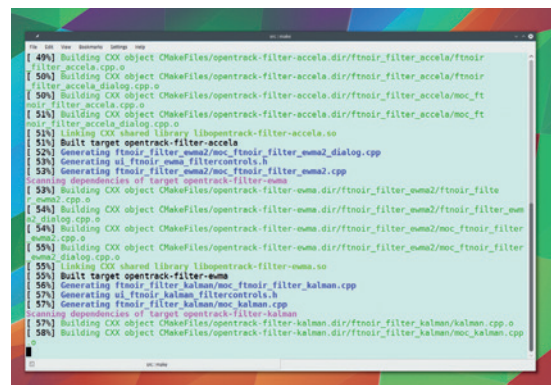 src : make
File Edit View Bookmarks Settings Help
[ 49%] Building CXX object CMakeFiles/opentrack-filter-accela.dir/ftnoir_filter_accela/ftnoir
_filter_accela.cpp.o
[ 50%] Building CXX object CMakeFiles/opentrack-filter-accela.dir/ftnoir_filter_accela/ftnoir
_filter_accela_dialog.cpp.o
[ 50%] Building CXX object CMakeFiles/opentrack-filter-accela.dir/ftnoir_filter_accela/moc_ft
noir_filter_accela.cpp.o
[ 51%] Building CXX object CMakeFiles/opentrack-filter-accela.dir/ftnoir_filter_accela/moc_ft
noir_filter_accela_dialog.cpp.o
[ 51%] Linking CXX shared library libopentrack-filter-accela.so
[ 51%] Built target opentrack-filter-accela
[ 52%] Generating ftnoir_filter_ewma2/moc_ftnoir_filter_ewma2_dialog.cpp
[ 53%] Generating ui_ftnoir_ewma_filtercontrols.h
[ 53%] Generating ftnoir_filter_ewma2/moc_ftnoir_filter_ewma2.cpp
Scanning dependencies of target opentrack-filter-ewma
[ 53%] Building CXX object CMakeFiles/opentrack-filter-ewma.dir/ftnoir_filter_ewma2/ftnoir_filte
r_ewma2.cpp.o
[ 54%] Building CXX object CMakeFiles/opentrack-filter-ewma.dir/ftnoir_filter_ewma2/ftnoir_filter_ewm
a2_dialog.cpp.o
[ 54%] Building CXX object CMakeFiles/opentrack-filter-ewma.dir/ftnoir_filter_ewma2/moc_ftnoir_filter
_ewma2.cpp.o
[ 55%] Building CXX object CMakeFiles/opentrack-filter-ewma.dir/ftnoir_filter_ewma2/moc_ftnoir_filter
_ewma2_dialog.cpp.o
[ 55%] Linking CXX shared library libopentrack-filter-ewma.so
[ 55%] Built target opentrack-filter-ewma
[ 56%] Generating ftnoir_filter_kalman/moc_ftnoir_filter_kalman.cpp
[ 57%] Generating ui_ftnoir_kalman_filtercontrols.h
[ 57%] Generating ftnoir_filter_kalman/moc_kalman.cpp
Scanning dependencies of target opentrack-filter-kalman
[ 57%] Building CXX object CMakeFiles/opentrack-filter-kalman.dir/ftnoir_filter_kalman/kalman.cpp.o
[ 58%] Building CXX object CMakeFiles/opentrack-filter-kalman.dir/ftnoir_filter_kalman/moc_kalman.cpp
.o
src : make